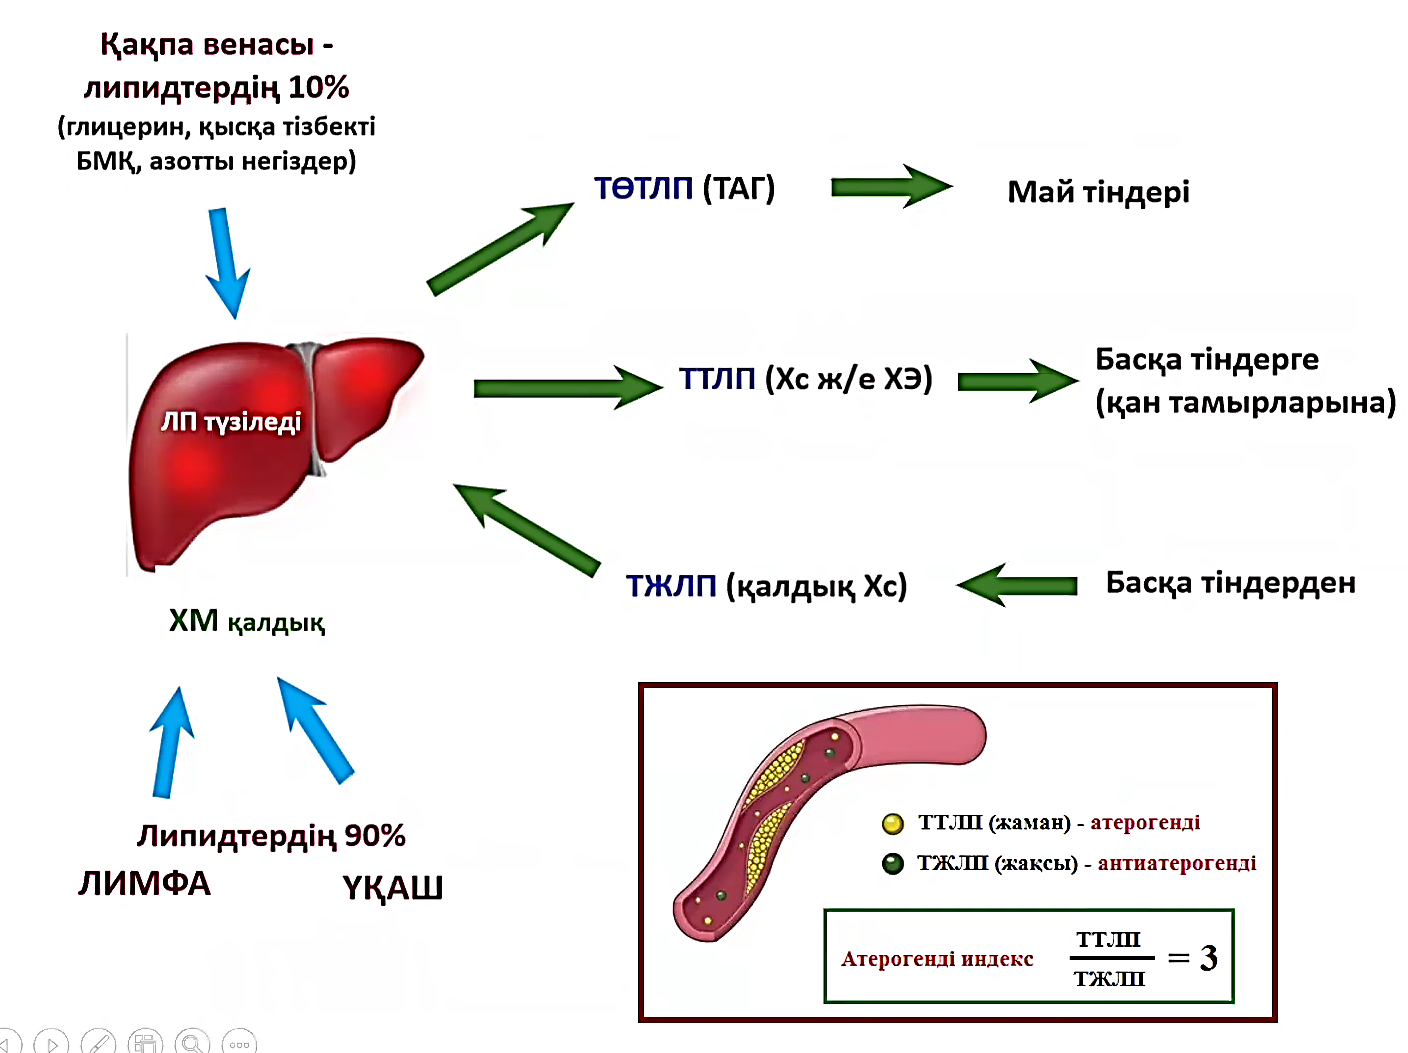 Қақпа венасы -
липидтердің 10%
(глицерин, қысқа тізбекті
БМҚ, азотты негіздер)
ТӨТЛП (ТАГ)
Май тіндері
ЛП түзіледі
ТТЛП (Хс ж/е ХЭ)
Басқа тіндерге
(қан тамырларына)
ТЖЛП (қалдық Хс)
Басқа тіндерден
ХМ қалдық
Липидтердің 90%
ЛИМФА
ҮҚАШ
ТТЛП (жаман) - атерогенді
ТЖЛП (жақсы) - антиатерогенді
Атерогенді индекс
ТТЛП
ТЖЛП
= 3